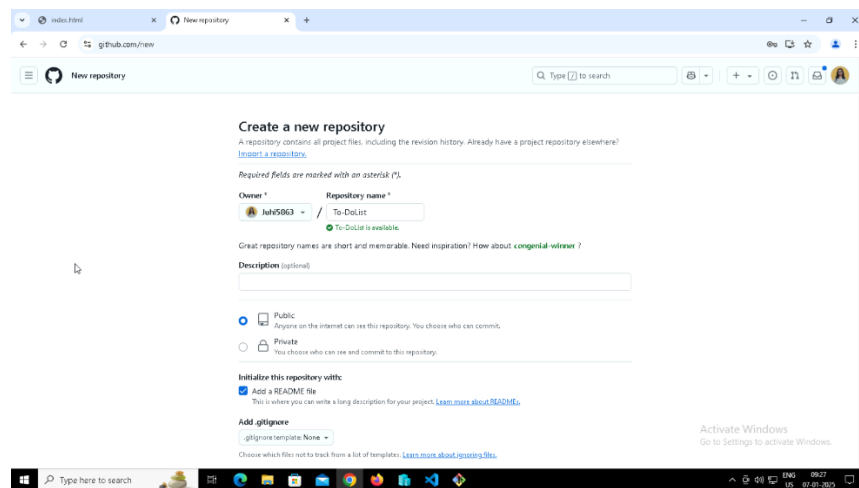 index.html
New repository
github.com/new
New repository
Type / to search
Create a new repository
A repository contains all project files, including the revision history. Already have a project repository elsewhere?
Import a repository.
Required fields are marked with an asterisk (*).
Owner * Repository name *
Juhi5863 / To-DoList
To-DoList is available.
Great repository names are short and memorable. Need inspiration? How about congenial-winner ?
Description (optional)
Public
Anyone on the internet can see this repository. You choose who can commit.
Private
You choose who can see and commit to this repository.
Initialize this repository with:
Add a README file
This is where you can write a long description for your project. Learn more about READMEs.
Add .gitignore
.gitignore template: None
Choose which files not to track from a list of templates. Learn more about ignoring files.
Activate Windows
Go to Settings to activate Windows.
Type here to search
ENG 09:27
US 07-01-2025